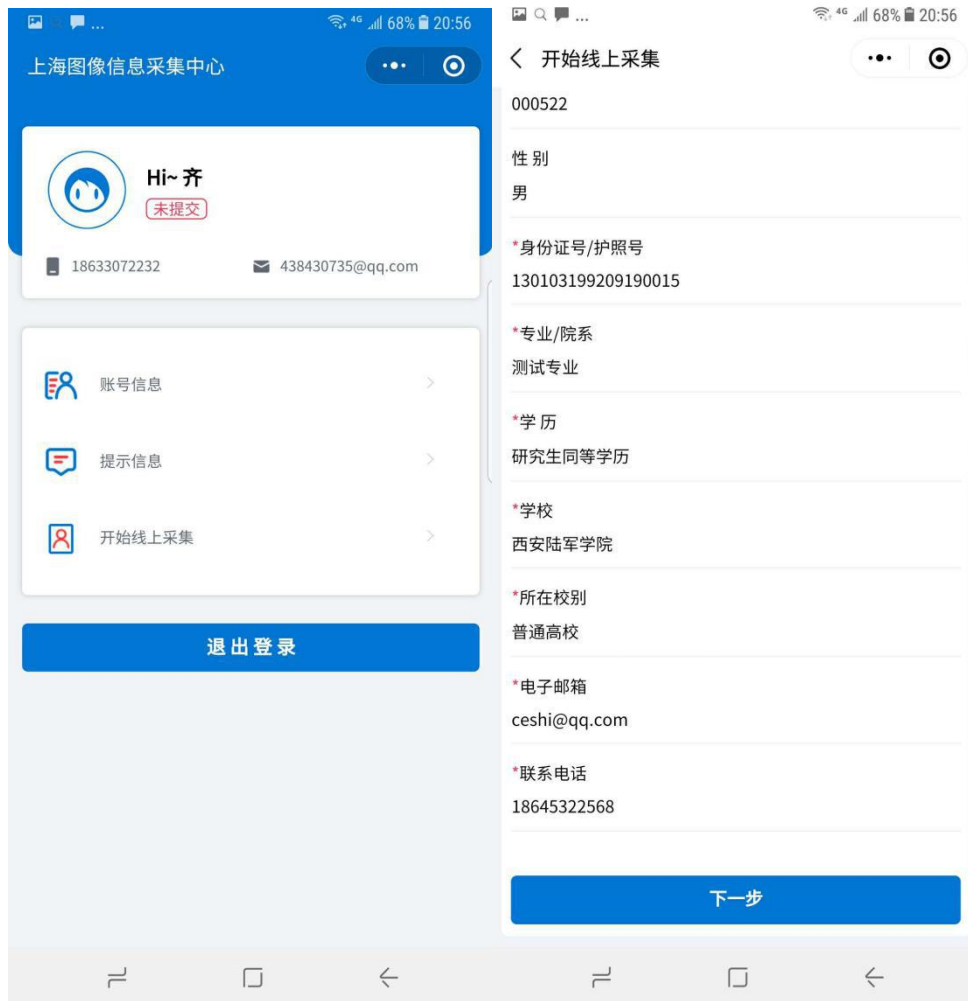 ... 4G 68% 20:56
上海图像信息采集中心
Hi~ 齐
未提交
18633072232 438430735@qq.com
账号信息
提示信息
开始线上采集
退出登录
... 4G 68% 20:56
开始线上采集
000522
性 别
男
*身份证号/护照号
130103199209190015
*专业/院系
测试专业
*学 历
研究生同等学历
*学校
西安陆军学院
*所在校别
普通高校
*电子邮箱
ceshi@qq.com
*联系电话
18645322568
下一步